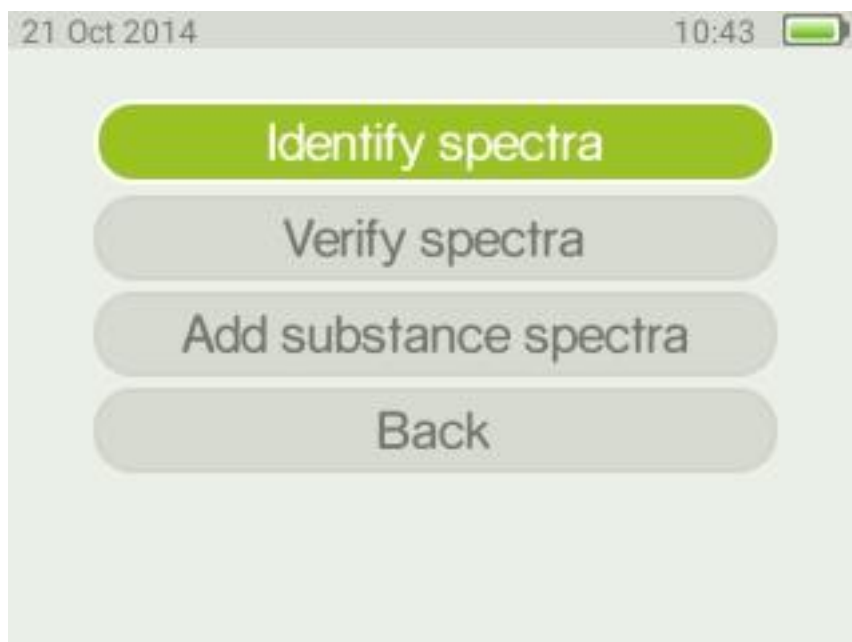 21 Oct 2014 10:43
Identify spectra
Verify spectra
Add substance spectra
Back